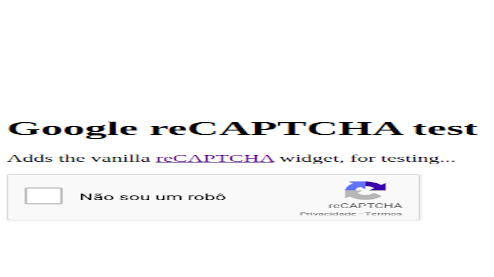 Google reCAPTCHA test
Adds the vanilla reCAPTCHA widget, for testing...
Não sou um robô
reCAPTCHA
Privacidade - Termos